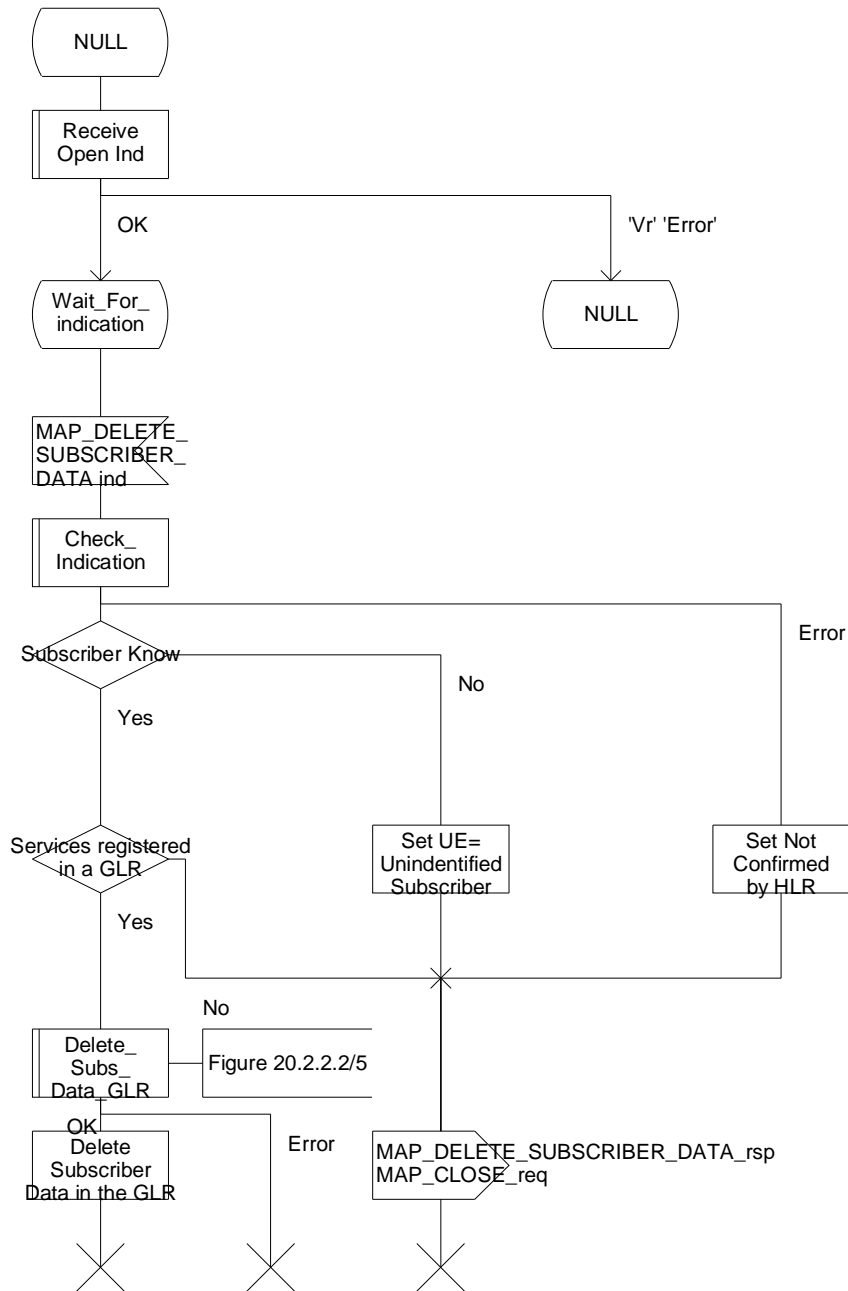 NULL
Receive
Open Ind
OK
'Vr' 'Error'
Wait_For_
indication
NULL
MAP_DELETE_
SUBSCRIBER_
DATA ind
Check_
Indication
Error
Subscriber Know
No
Yes
Services registered
in a GLR
Set UE=
Unindentified
Subscriber
Set Not
Confirmed
by HLR
Yes
No
Delete_
Subs_
Data_GLR
Figure 20.2.2.2/5
OK
Error
Delete
Subscriber
Data in the GLR
MAP_DELETE_SUBSCRIBER_DATA_rsp
MAP_CLOSE_req